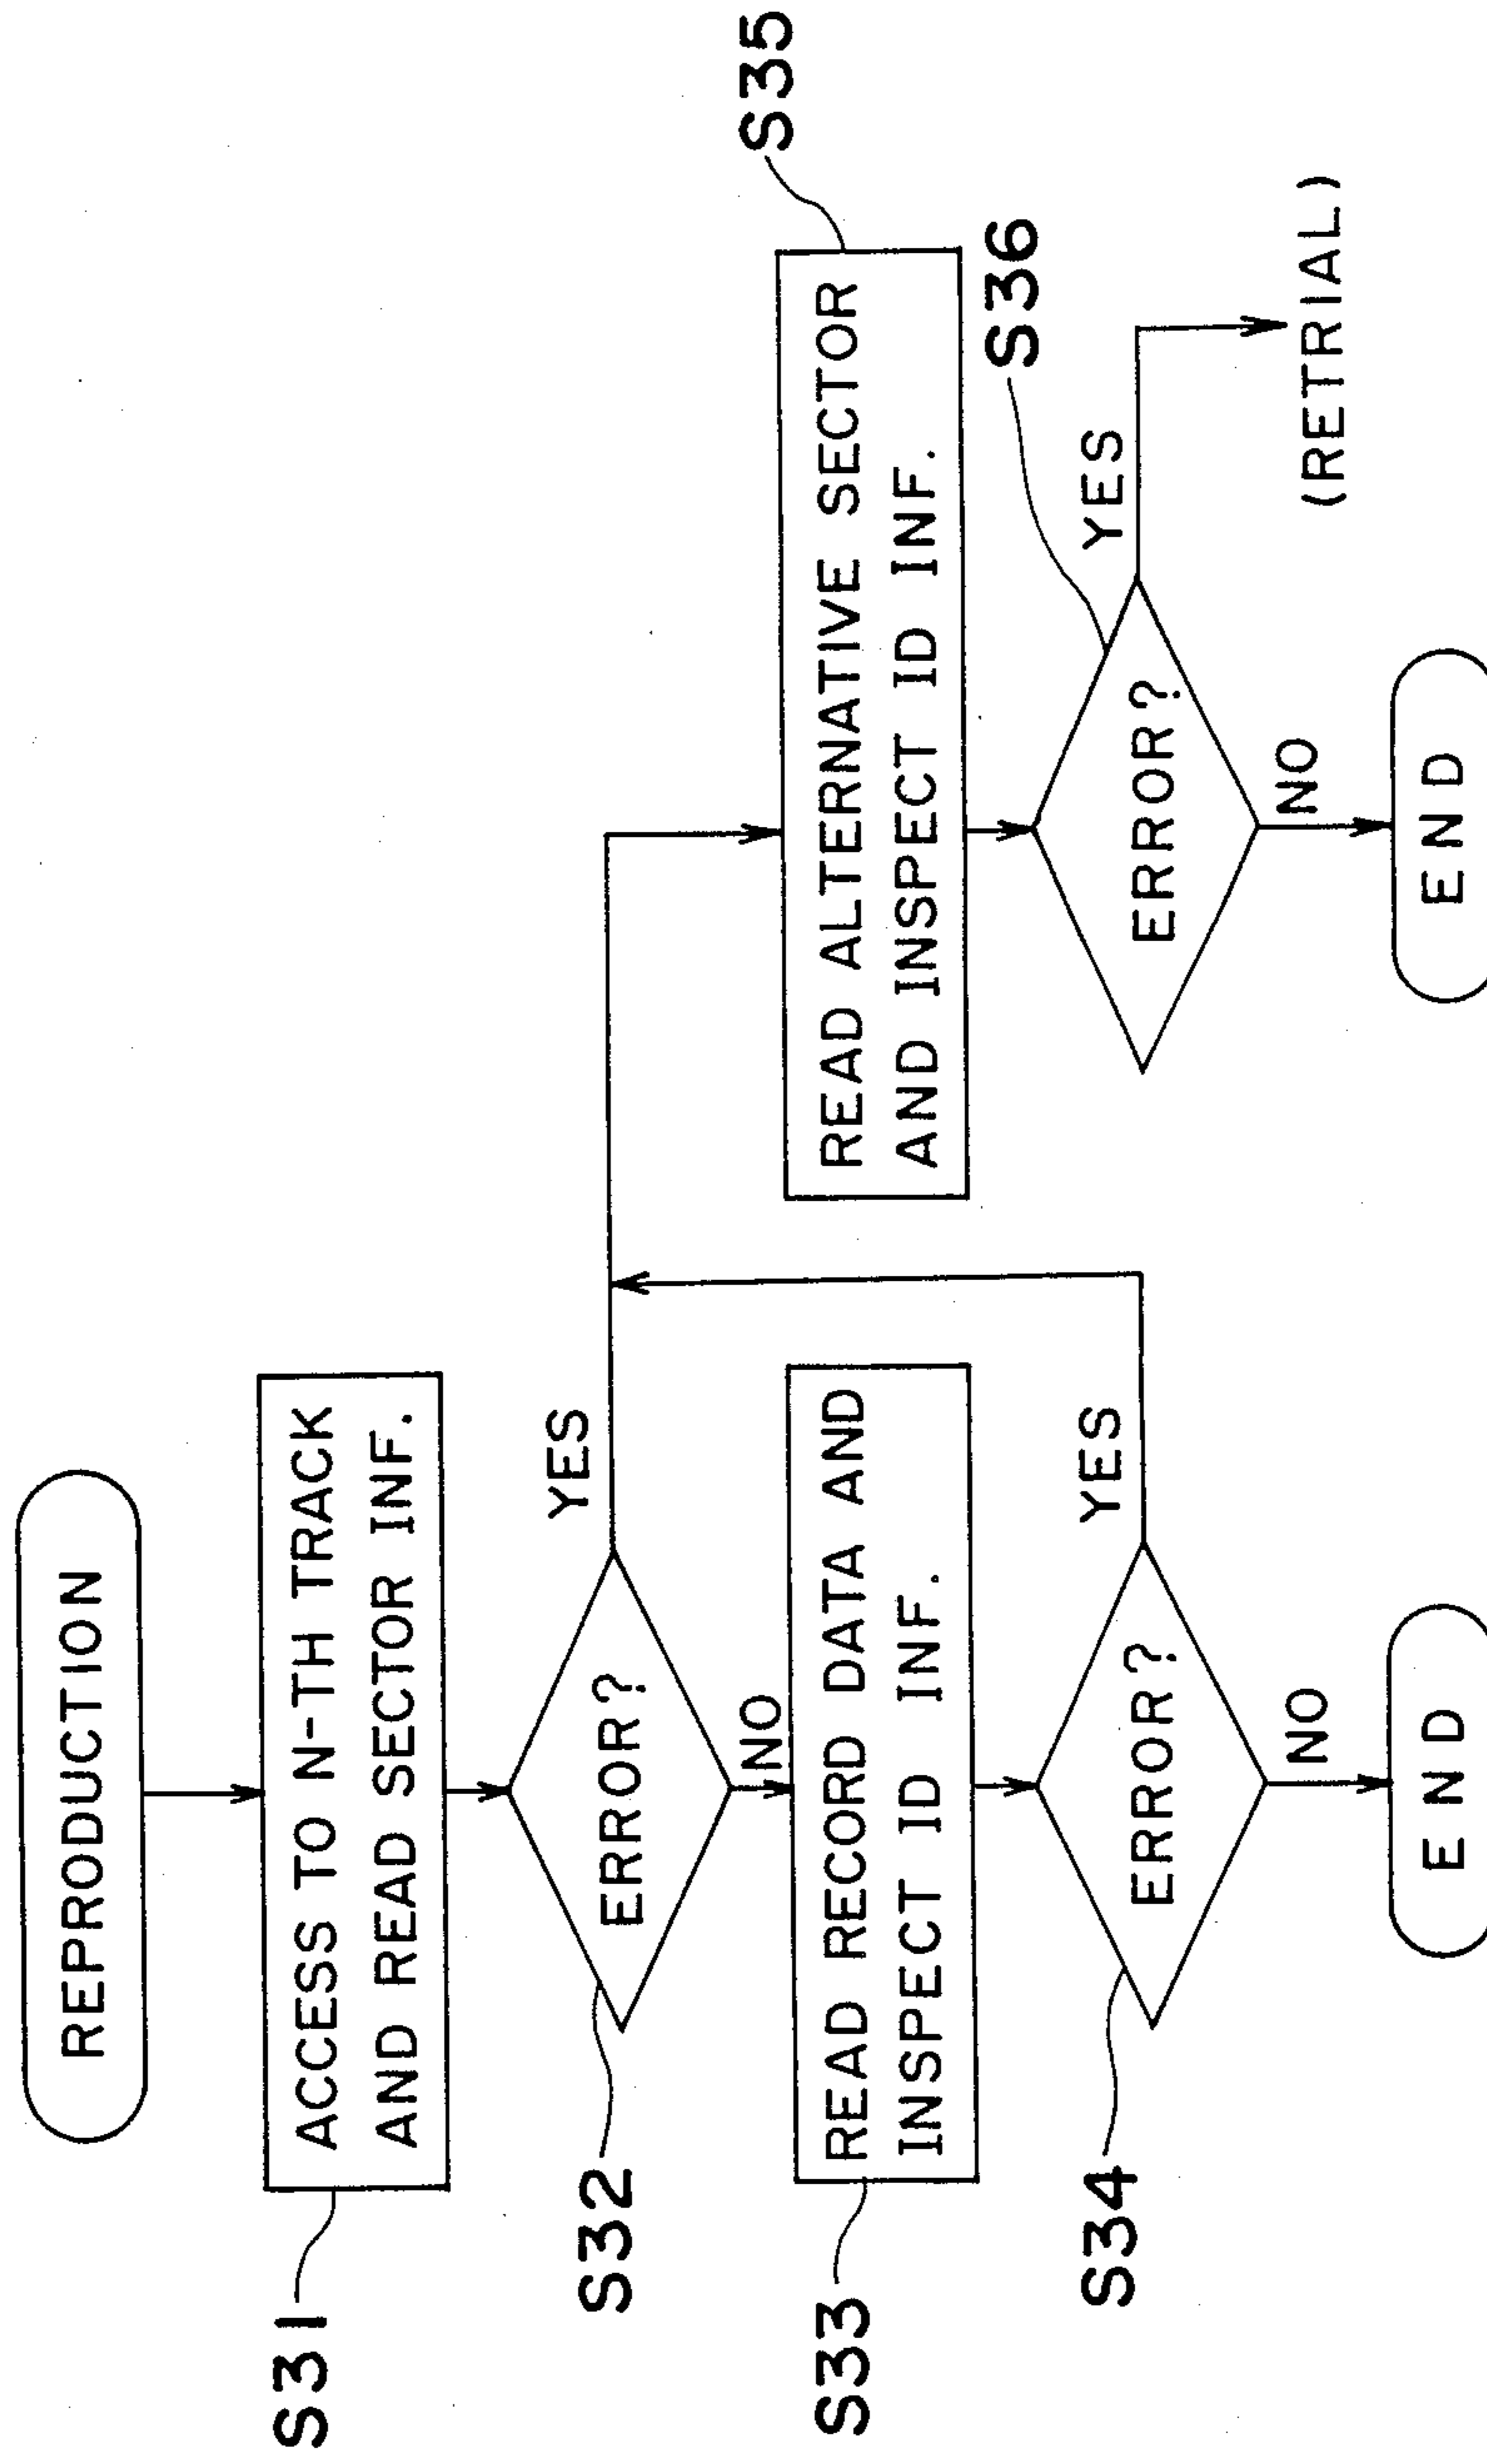 REPRODUCTION
S31
ACCESS TO N-TH TRACK
AND READ SECTOR INF.
S32
ERROR?
YES
NO
S33
READ RECORD DATA AND
INSPECT ID INF.
S34
ERROR?
YES
NO
END
S35
READ ALTERNATIVE SECTOR
AND INSPECT ID INF.
S36
ERROR?
YES
(RETRIAL)
NO
END